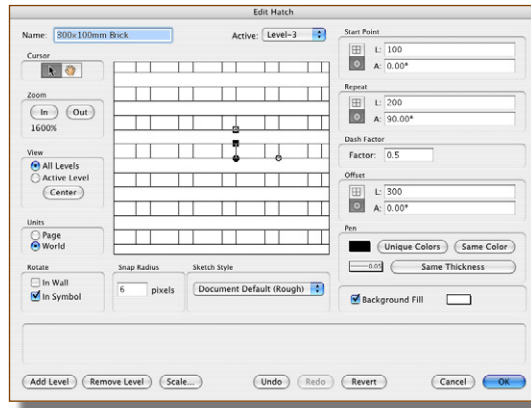 Edit Hatch
Name: 300x100mm Brick
Active: Level-3
Cursor
Zoom
In Out
1600%
View
All Levels
Active Level
Center
Units
Page
World
Rotate
In Wall
In Symbol
Snap Radius
6 pixels
Sketch Style
Document Default (Rough)
Start Point
L: 100
A: 0.00°
Repeat
L: 200
A: 90.00°
Dash Factor
Factor: 0.5
Offset
L: 300
A: 0.00°
Pen
Unique Colors Same Color
0.05 Same Thickness
Background Fill
Add Level Remove Level Scale... Undo Redo Revert Cancel OK